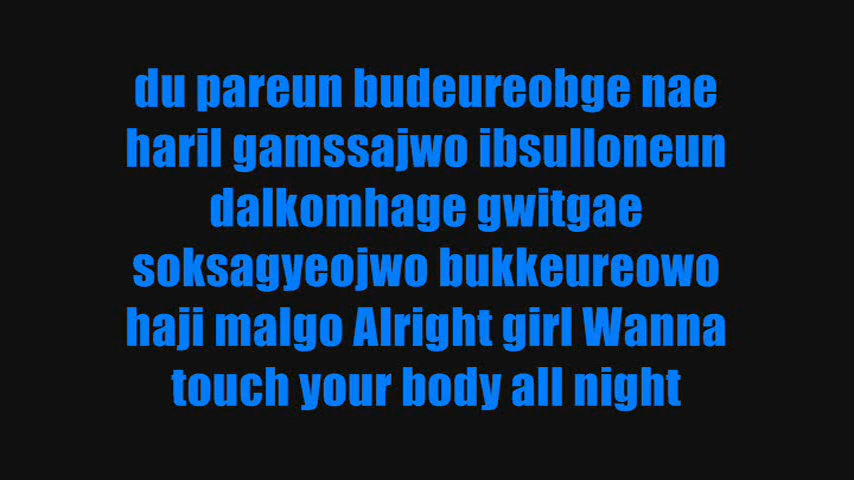 du pareun budeureobge nae
haril gamssajwo ibsulloneun
dalkomhage gwitgae
soksagyeojwo bukkeureowo
haji malgo Alright girl Wanna
touch your body all night